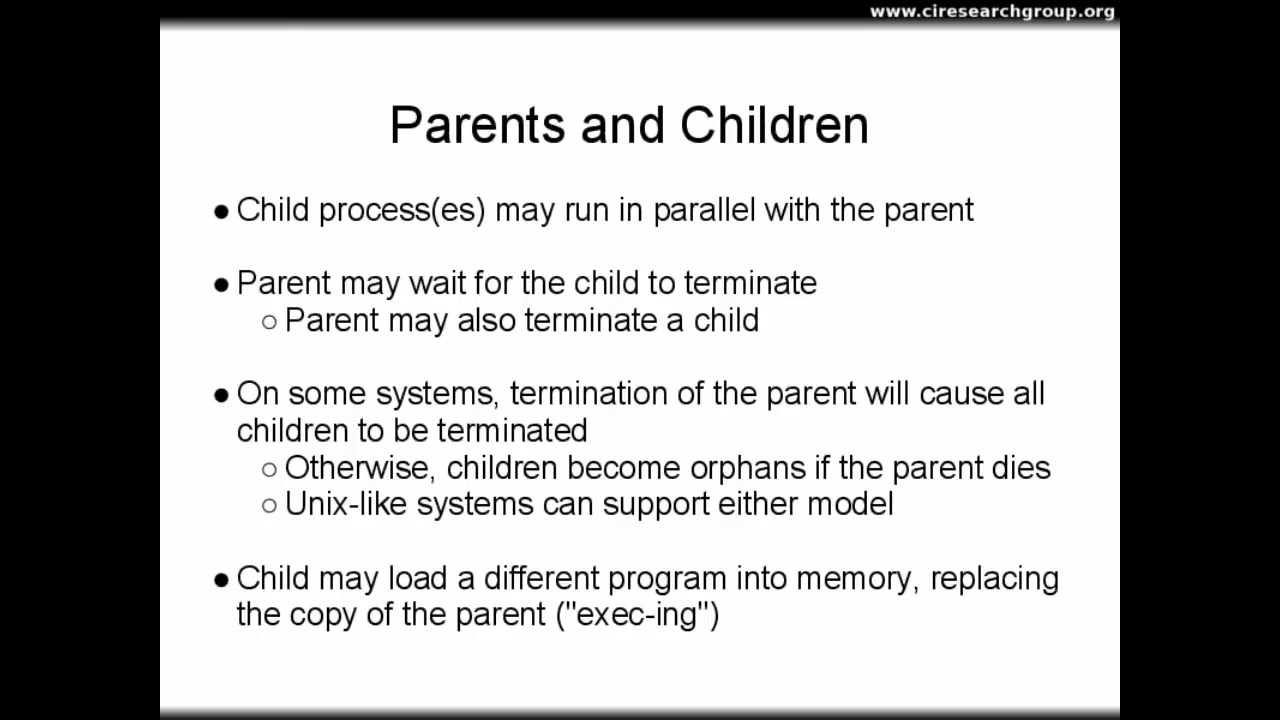 www.ciresearchgroup.org
Parents and Children
● Child process(es) may run in parallel with the parent
● Parent may wait for the child to terminate
○ Parent may also terminate a child
● On some systems, termination of the parent will cause all
children to be terminated
○ Otherwise, children become orphans if the parent dies
○ Unix-like systems can support either model
● Child may load a different program into memory, replacing
the copy of the parent ("exec-ing")